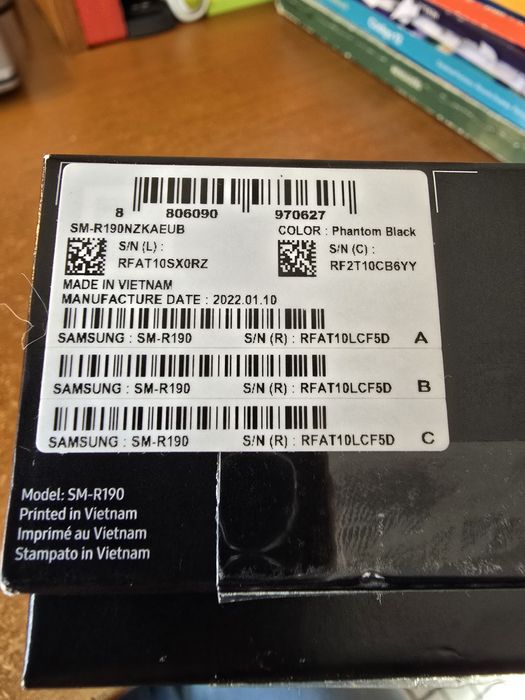 8 806090 970627
SM-R190NZKAEUB COLOR : Phantom Black
S/N (L) : S/N (C) :
RFAT10SX0RZ RF2T10CB6YY
MADE IN VIETNAM
MANUFACTURE DATE : 2022.01.10
SAMSUNG : SM-R190 S/N (R) : RFAT10LCF5D A
SAMSUNG : SM-R190 S/N (R) : RFAT10LCF5D B
SAMSUNG : SM-R190 S/N (R) : RFAT10LCF5D C
Model: SM-R190
Printed in Vietnam
Imprimé au Vietnam
Stampato in Vietnam